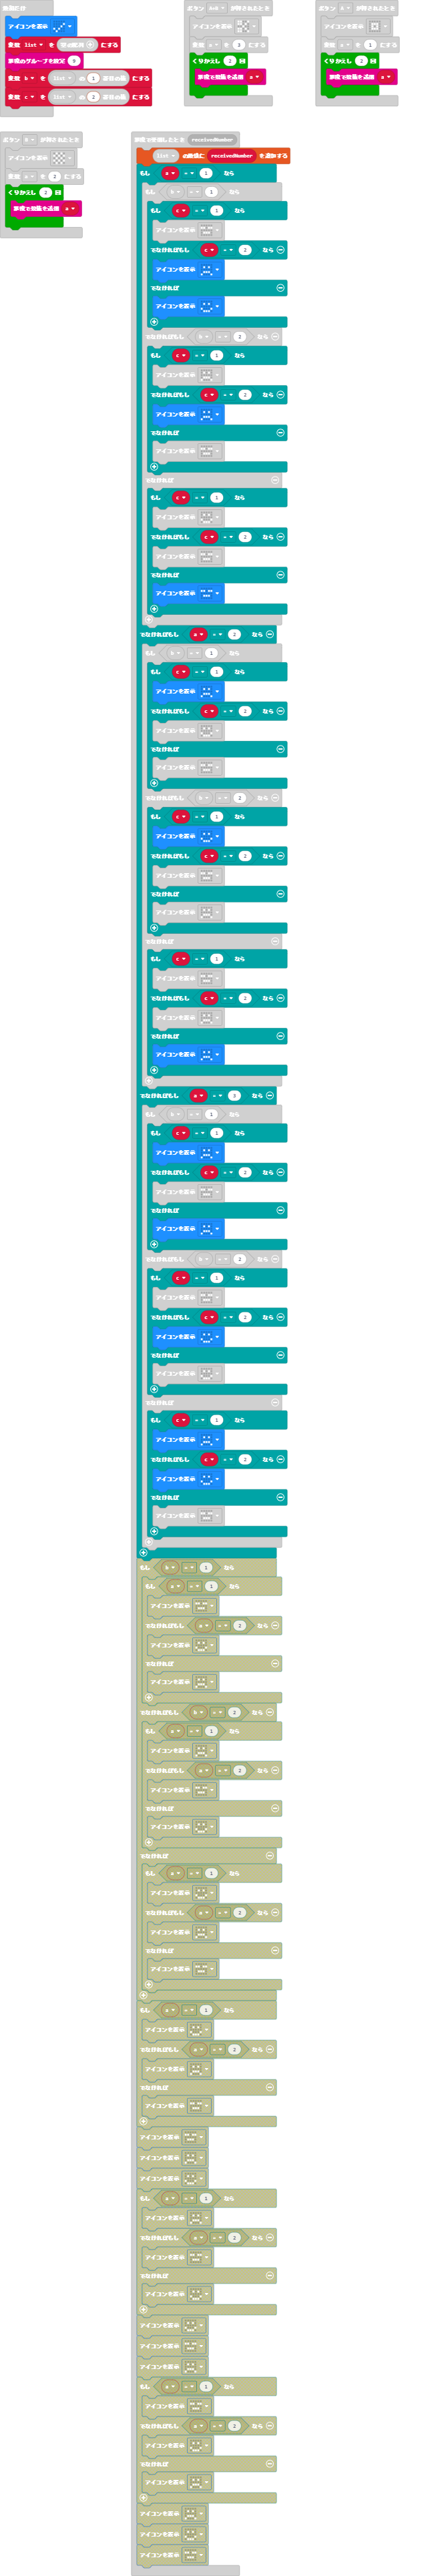 最初だけ
アイコンを表示
変数 list を 空の配列 にする
無線のグループを設定
変数 b を list の 1 番目の値 にする
変数 c を list の 2 番目の値 にする
ボタン A+B が押されたとき
アイコンを表示
変数 a を 3 にする
くりかえし 2 回
無線で数値を送信 a
ボタン A が押されたとき
アイコンを表示
変数 a を 1 にする
くりかえし 2 回
無線で数値を送信 a
ボタン B が押されたとき
アイコンを表示
変数 a を 2 にする
くりかえし 2 回
無線で数値を送信 a
無線で受信したとき receivedNumber
list の最後に receivedNumber を追加する
もし a = 1 なら
もし b = 1 なら
もし c = 1 なら
アイコンを表示
でなければもし c = 2 なら
アイコンを表示
でなければ
アイコンを表示
でなければもし b = 2 なら
もし c = 1 なら
アイコンを表示
でなければもし c = 2 なら
アイコンを表示
でなければ
アイコンを表示
でなければ
もし c = 1 なら
アイコンを表示
でなければもし c = 2 なら
アイコンを表示
でなければ
アイコンを表示
でなければもし a = 2 なら
もし b = 1 なら
もし c = 1 なら
アイコンを表示
でなければもし c = 2 なら
アイコンを表示
でなければ
アイコンを表示
でなければもし b = 2 なら
もし c = 1 なら
アイコンを表示
でなければもし c = 2 なら
アイコンを表示
でなければ
アイコンを表示
でなければ
もし c = 1 なら
アイコンを表示
でなければもし c = 2 なら
アイコンを表示
でなければ
アイコンを表示
でなければもし a = 3 なら
もし b = 1 なら
もし c = 1 なら
アイコンを表示
でなければもし c = 2 なら
アイコンを表示
でなければ
アイコンを表示
でなければもし b = 2 なら
もし c = 1 なら
アイコンを表示
でなければもし c = 2 なら
アイコンを表示
でなければ
アイコンを表示
でなければ
もし c = 1 なら
アイコンを表示
でなければもし c = 2 なら
アイコンを表示
でなければ
アイコンを表示
もし b = 1 なら
もし a = 1 なら
アイコンを表示
でなければもし a = 2 なら
アイコンを表示
でなければ
アイコンを表示
でなければもし b = 2 なら
もし a = 1 なら
アイコンを表示
でなければもし a = 2 なら
アイコンを表示
でなければ
アイコンを表示
でなければ
もし a = 1 なら
アイコンを表示
でなければもし a = 2 なら
アイコンを表示
でなければ
アイコンを表示
もし a = 1 なら
アイコンを表示
でなければもし a = 2 なら
アイコンを表示
でなければ
アイコンを表示
アイコンを表示
アイコンを表示
アイコンを表示
もし a = 1 なら
アイコンを表示
でなければもし a = 2 なら
アイコンを表示
でなければ
アイコンを表示
アイコンを表示
アイコンを表示
アイコンを表示
もし a = 1 なら
アイコンを表示
でなければもし a = 2 なら
アイコンを表示
でなければ
アイコンを表示
アイコンを表示
アイコンを表示
アイコンを表示